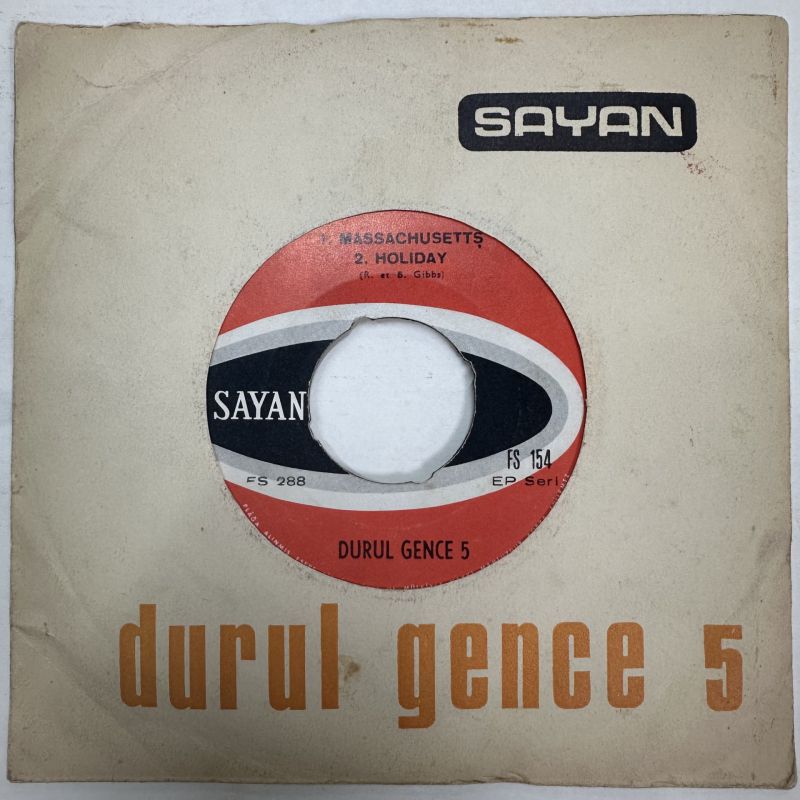 SAYAN
1. MASSACHUSETTS
2. HOLIDAY
(R. et B. Gibbs)
SAYAN
FS 154
FS 288
EP Seri
DURUL GENCE 5
durul gence 5